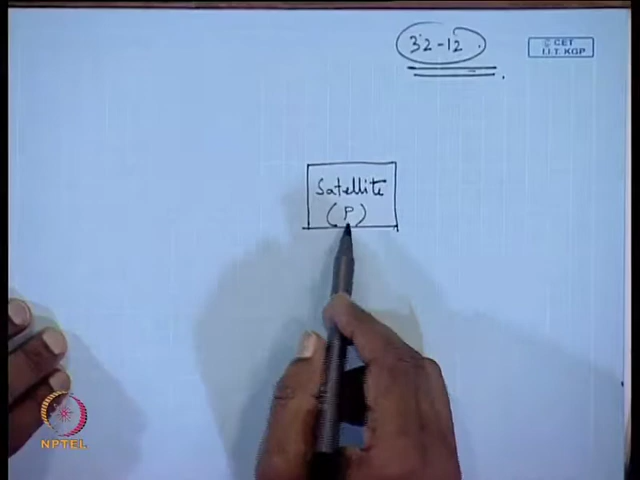 32-12
© CET
I.I.T. KGP
Satellite
(P)
NPTEL